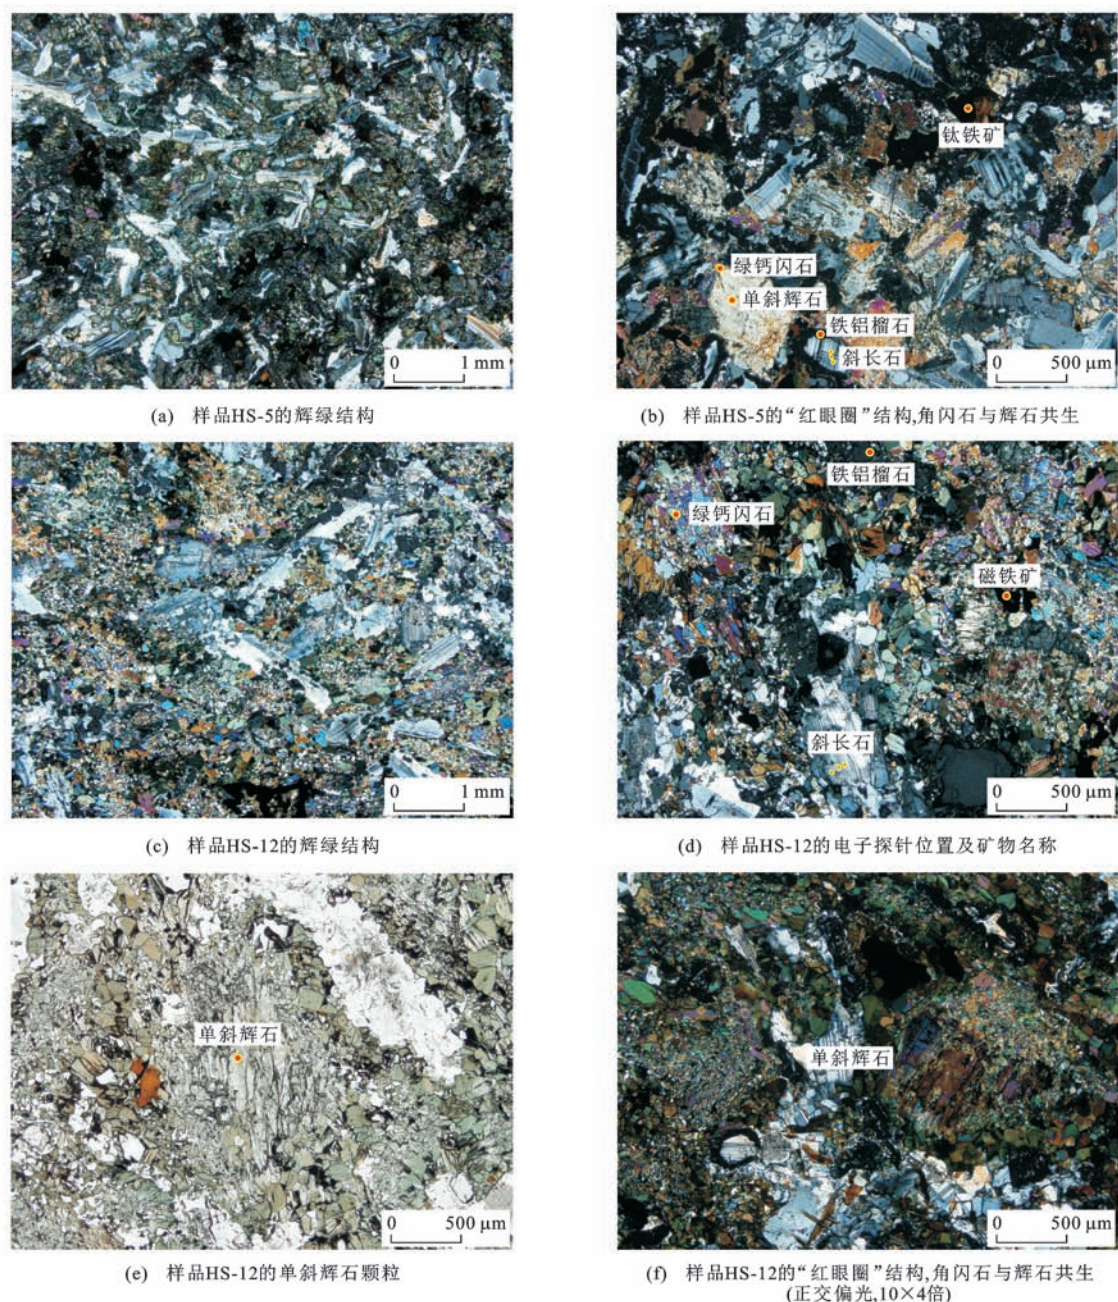 钛铁矿
绿钙闪石
单斜辉石
铁铝榴石
斜长石
0 1 mm
0 500 μm
(a) 样品HS-5的辉绿结构
(b) 样品HS-5的“红眼圈”结构,角闪石与辉石共生
铁铝榴石
绿钙闪石
磁铁矿
斜长石
0 1 mm
0 500 μm
(c) 样品HS-12的辉绿结构
(d) 样品HS-12的电子探针位置及矿物名称
单斜辉石
单斜辉石
0 500 μm
0 500 μm
(e) 样品HS-12的单斜辉石颗粒
(f) 样品HS-12的“红眼圈”结构,角闪石与辉石共生
(正交偏光,10×4倍)